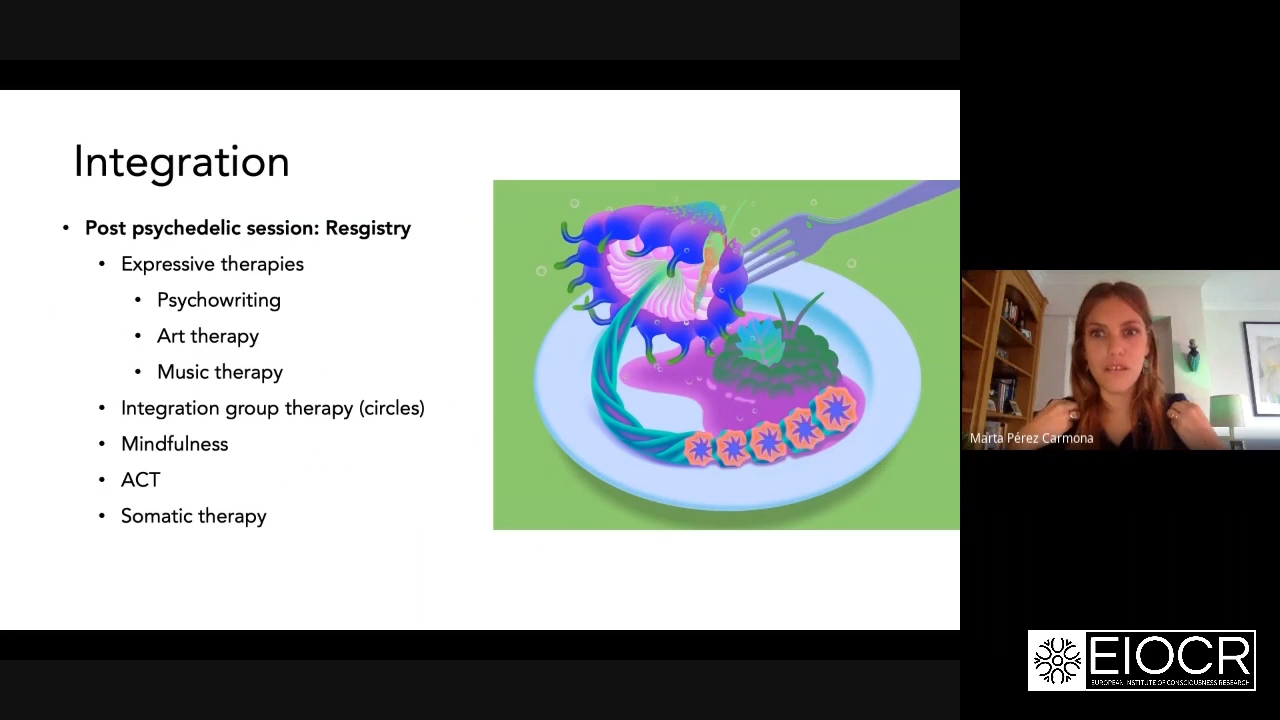 Integration
• Post psychedelic session: Resgistry
• Expressive therapies
• Psychowriting
• Art therapy
• Music therapy
• Integration group therapy (circles)
• Mindfulness
• ACT
• Somatic therapy
Marta Pérez Carmona
EIOCR
EUROPEAN INSTITUTE OF CONSCIOUSNESS RESEARCH